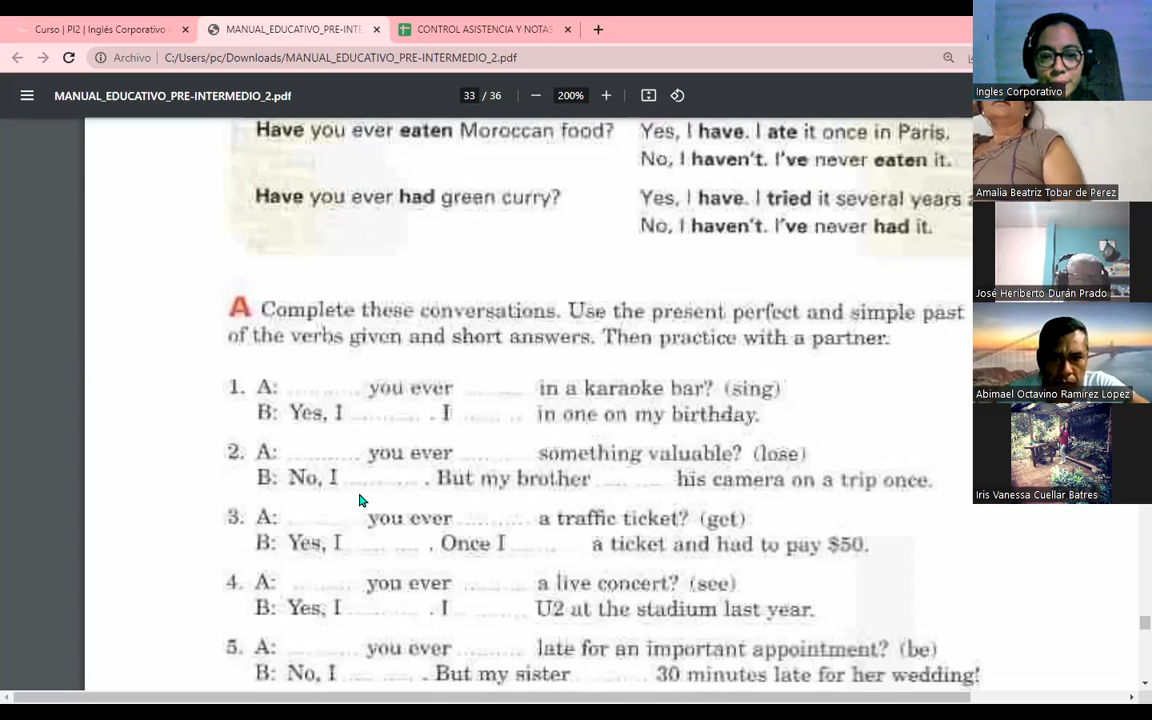 Curso | PI2 | Inglés Corporativo
MANUAL_EDUCATIVO_PRE-INTE
CONTROL ASISTENCIA Y NOTAS
Archivo | C:/Users/pc/Downloads/MANUAL_EDUCATIVO_PRE-INTERMEDIO_2.pdf
MANUAL_EDUCATIVO_PRE-INTERMEDIO_2.pdf
33 / 36
200%
Have you ever eaten Moroccan food? Yes, I have. I ate it once in Paris.
No, I haven't. I've never eaten it.
Have you ever had green curry? Yes, I have. I tried it several years
No, I haven't. I've never had it.
A Complete these conversations. Use the present perfect and simple past
of the verbs given and short answers. Then practice with a partner.
1. A: .......... you ever .......... in a karaoke bar? (sing)
B: Yes, I .......... . I .......... in one on my birthday.
2. A: .......... you ever .......... something valuable? (lose)
B: No, I .......... . But my brother .......... his camera on a trip once.
3. A: .......... you ever .......... a traffic ticket? (get)
B: Yes, I .......... . Once I .......... a ticket and had to pay $50.
4. A: .......... you ever .......... a live concert? (see)
B: Yes, I .......... . I .......... U2 at the stadium last year.
5. A: .......... you ever .......... late for an important appointment? (be)
B: No, I .......... . But my sister .......... 30 minutes late for her wedding!
Ingles Corporativo
Amalia Beatriz Tobar de Perez
José Heriberto Durán Prado
Abimael Octavino Ramirez Lopez
Iris Vanessa Cuellar Batres